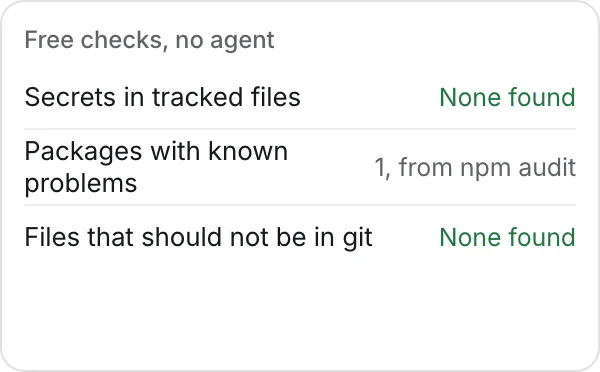 Free checks, no agent
Secrets in tracked files None found
Packages with known
problems 1, from npm audit
Files that should not be in git None found